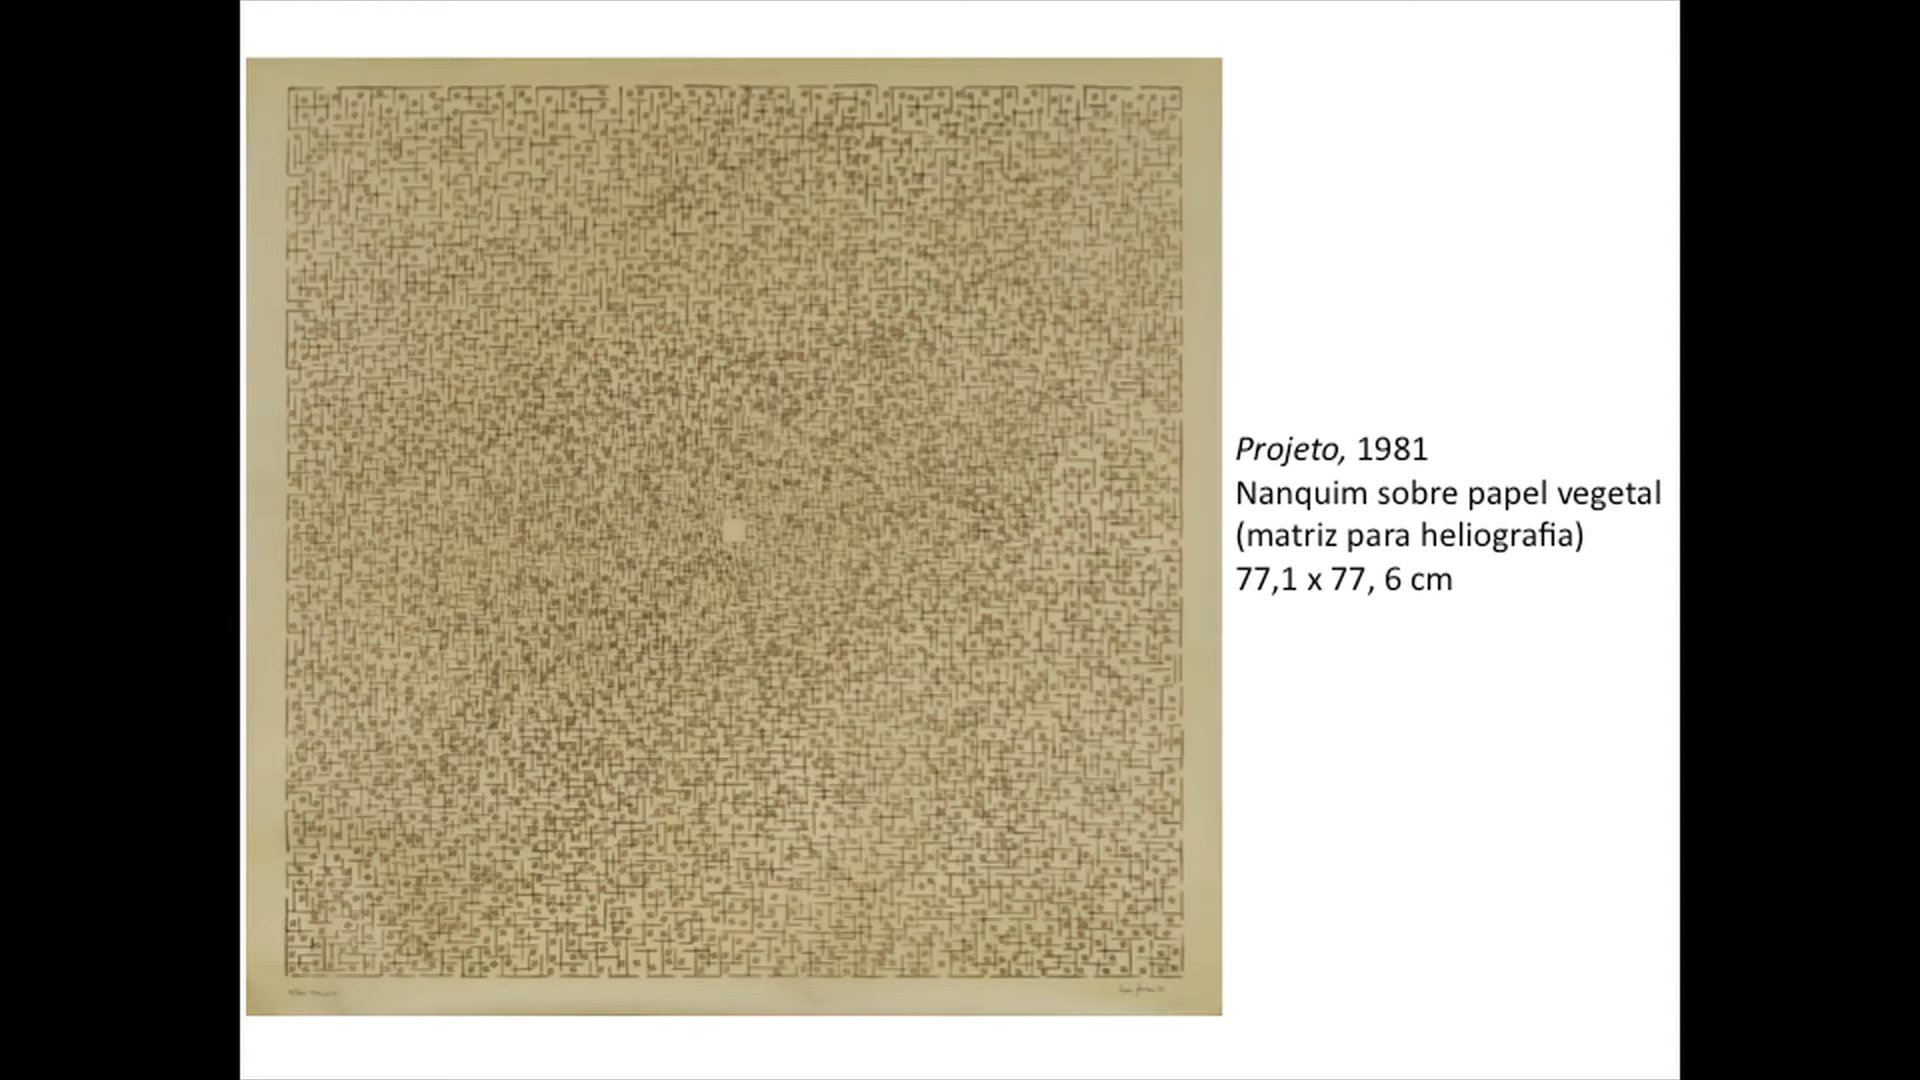 Projeto, 1981
Nanquim sobre papel vegetal
(matriz para heliografia)
77,1 x 77, 6 cm